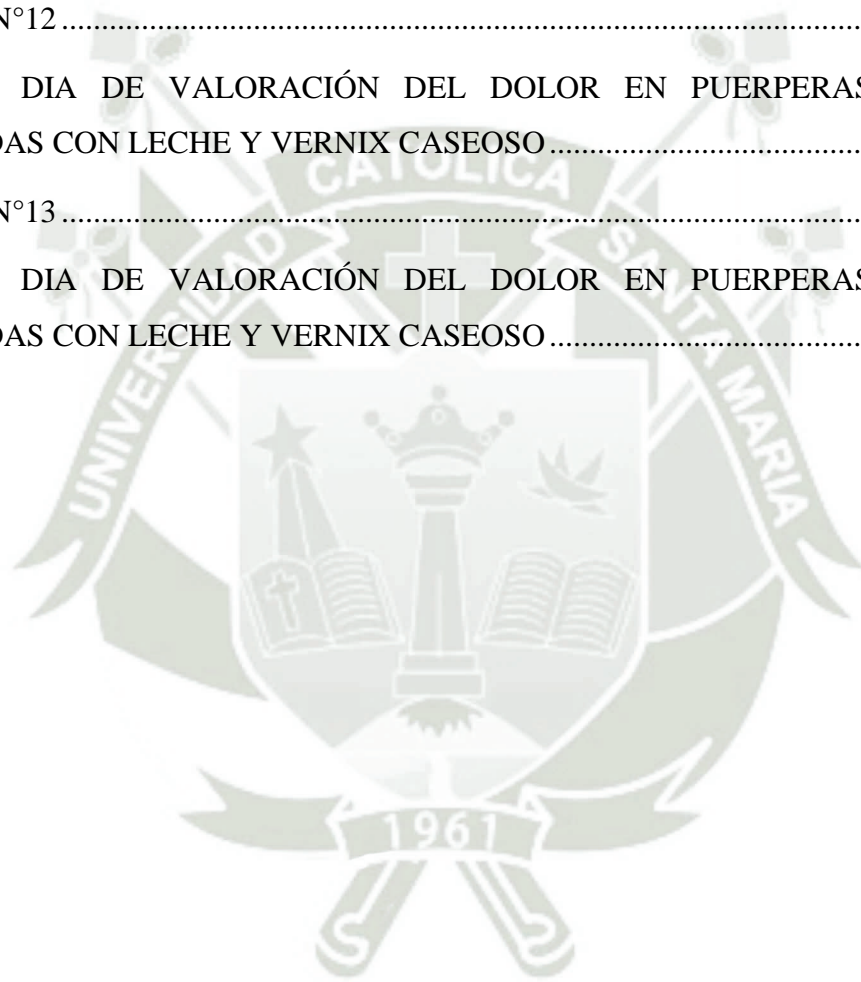 N°12 ...........................................................................................
DIA DE VALORACIÓN DEL DOLOR EN PUERPERAS
DAS CON LECHE Y VERNIX CASEOSO ....................................
N°13 ...........................................................................................
DIA DE VALORACIÓN DEL DOLOR EN PUERPERAS
DAS CON LECHE Y VERNIX CASEOSO ....................................
UNIVERSIDAD CATOLICA SANTA MARIA
1961